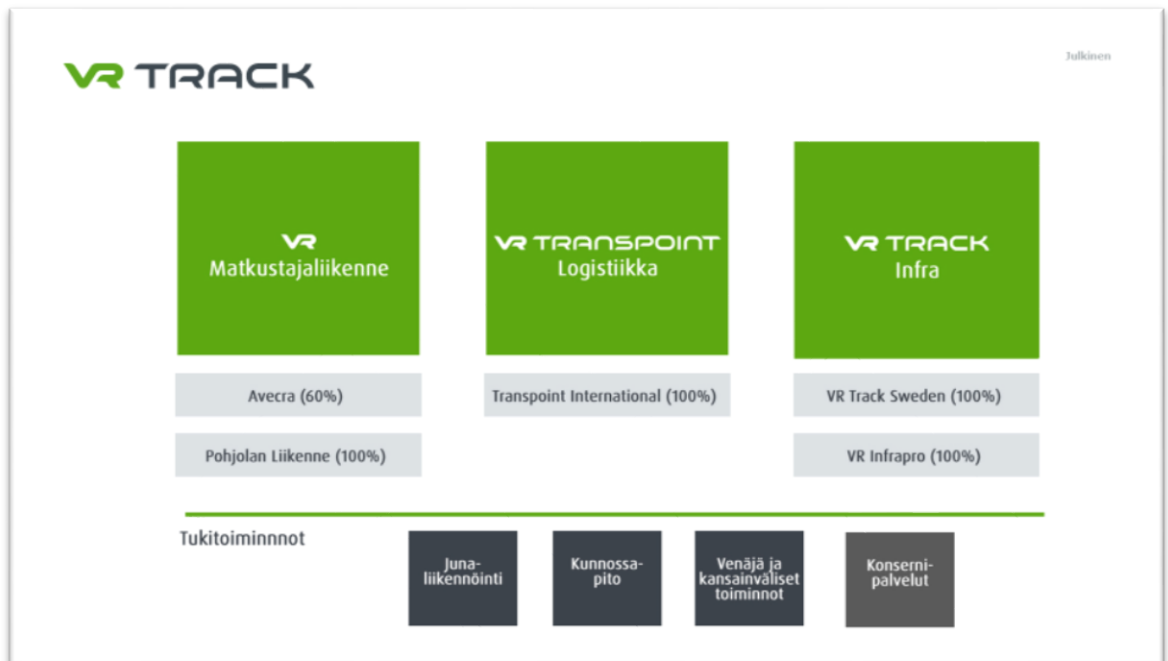 VR TRACK
Julkinen
VR
Matkustajaliikenne
VR TRANSPOINT
Logistiikka
VR TRACK
Infra
Avecra (60%)
Transpoint International (100%)
VR Track Sweden (100%)
Pohjolan Liikenne (100%)
VR Infrapro (100%)
Tukitoiminnnot
Juna-
liikennöinti
Kunnossa-
pito
Venäjä ja
kansainväliset
toiminnot
Konserni-
palvelut